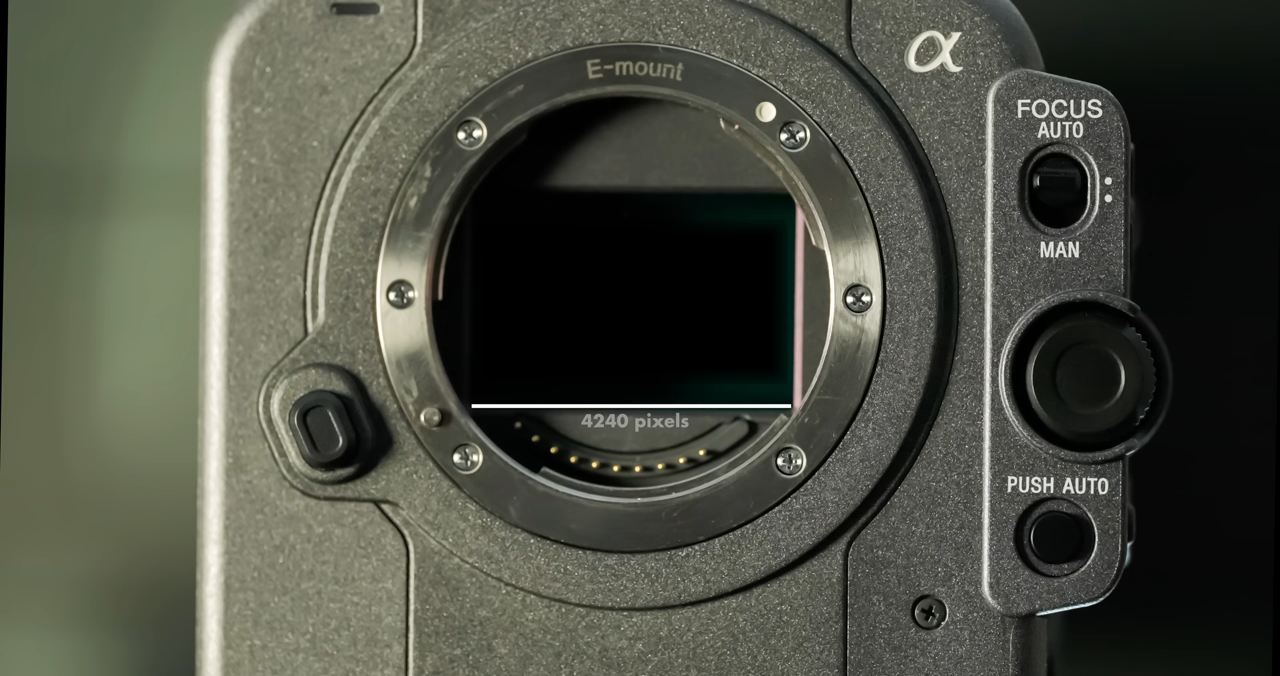 E-mount
α
FOCUS
AUTO
MAN
4240 pixels
PUSH AUTO